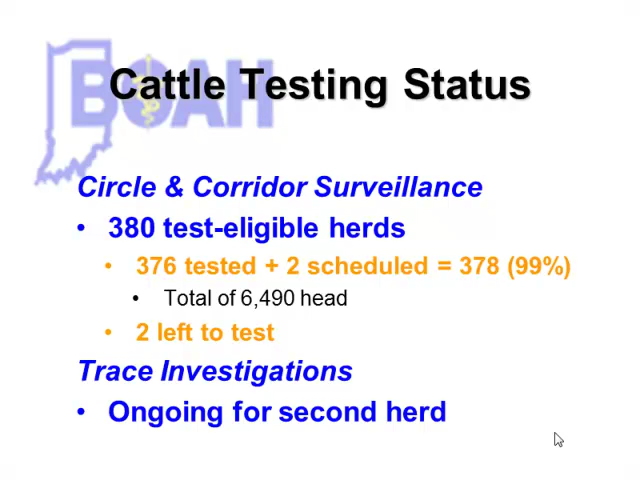 BOAH
Cattle Testing Status
Circle & Corridor Surveillance
• 380 test-eligible herds
• 376 tested + 2 scheduled = 378 (99%)
• Total of 6,490 head
• 2 left to test
Trace Investigations
• Ongoing for second herd